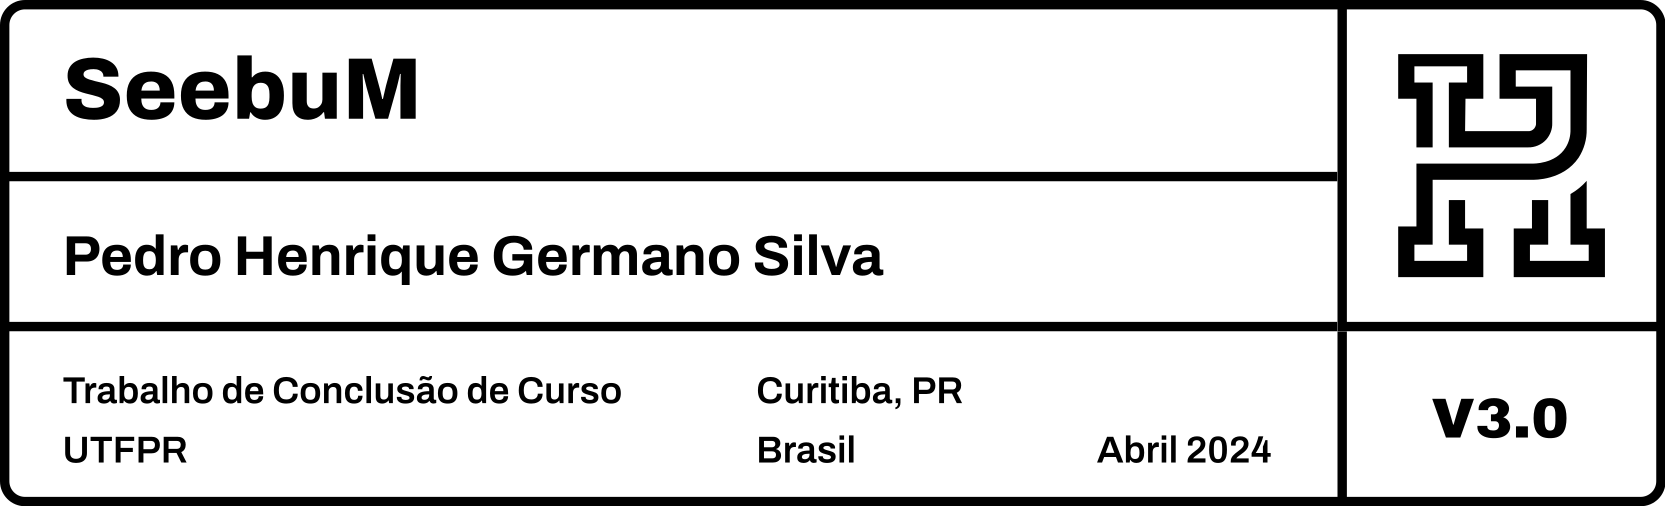 SeebuM
Pedro Henrique Germano Silva
Trabalho de Conclusão de Curso
UTFPR
Curitiba, PR
Brasil
Abril 2024
V3.0